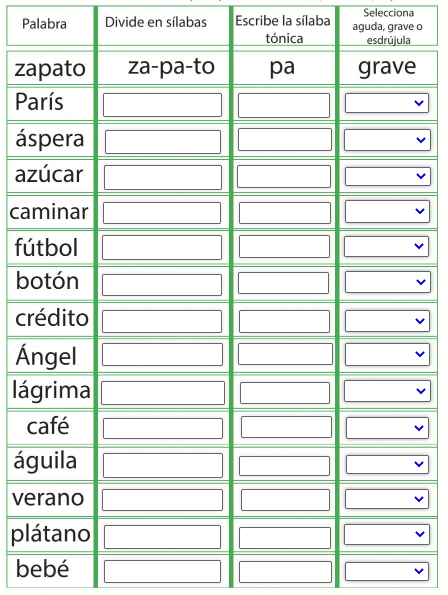 Palabra
Divide en sílabas
Escribe la sílaba
tónica
Selecciona
aguda, grave o
esdrújula
zapato za-pa-to pa grave
París
áspera
azúcar
caminar
fútbol
botón
crédito
Ángel
lágrima
café
águila
verano
plátano
bebé